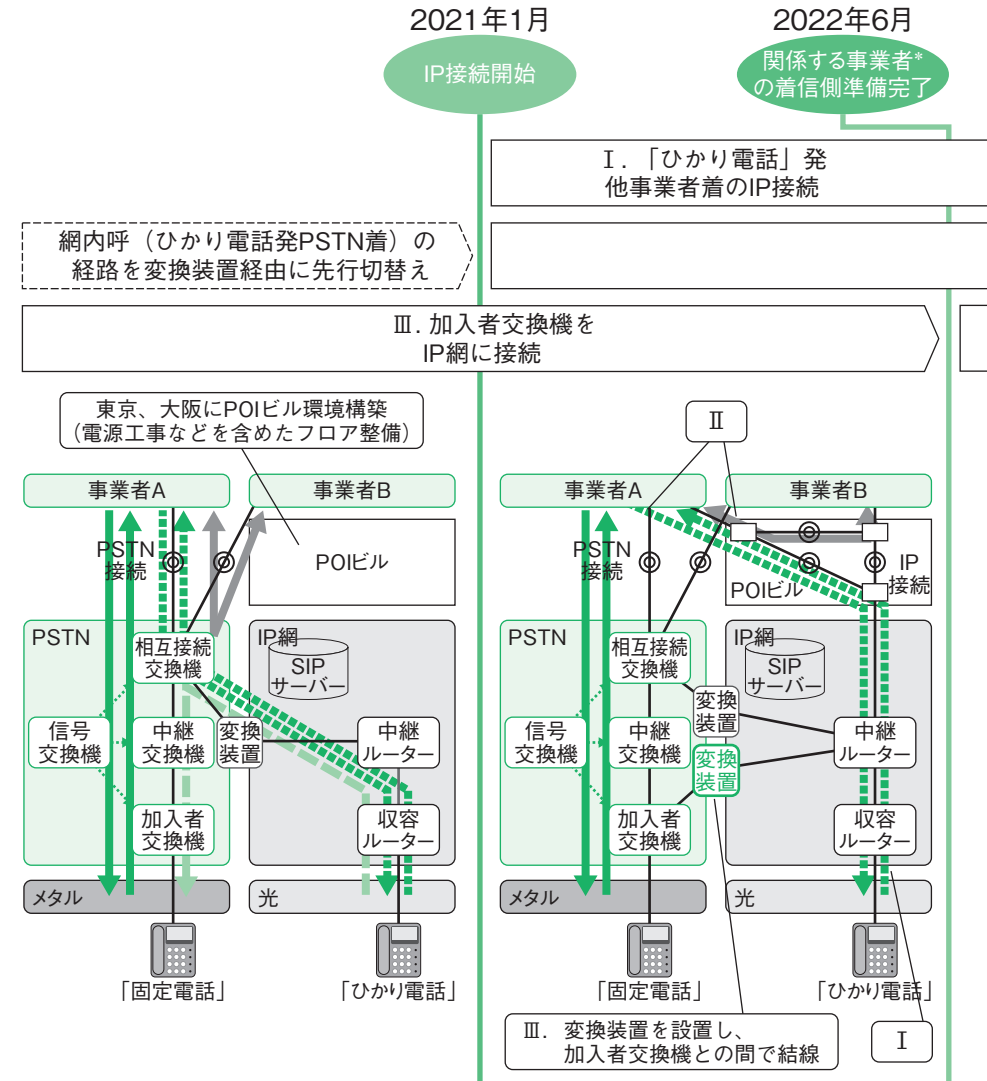 2021年1月
2022年6月
IP接続開始
関係する事業者*
の着信側準備完了
Ⅰ．「ひかり電話」発
他事業者着のIP接続
網内呼（ひかり電話発PSTN着）の
経路を変換装置経由に先行切替え
Ⅲ．加入者交換機を
IP網に接続
東京、大阪にPOIビル環境構築
（電源工事などを含めたフロア整備）
事業者A
事業者B
PSTN
接続
POIビル
PSTN
相互接続
交換機
IP網
SIP
サーバー
信号
交換機
中継
交換機
変換
装置
中継
ルーター
加入者
交換機
収容
ルーター
メタル
光
「固定電話」
「ひかり電話」
Ⅱ
事業者A
事業者B
PSTN
接続
POIビル
IP
接続
PSTN
相互接続
交換機
IP網
SIP
サーバー
変換
装置
信号
交換機
中継
交換機
変換
装置
中継
ルーター
加入者
交換機
収容
ルーター
メタル
光
「固定電話」
「ひかり電話」
Ⅲ．変換装置を設置し、
加入者交換機との間で結線
Ⅰ